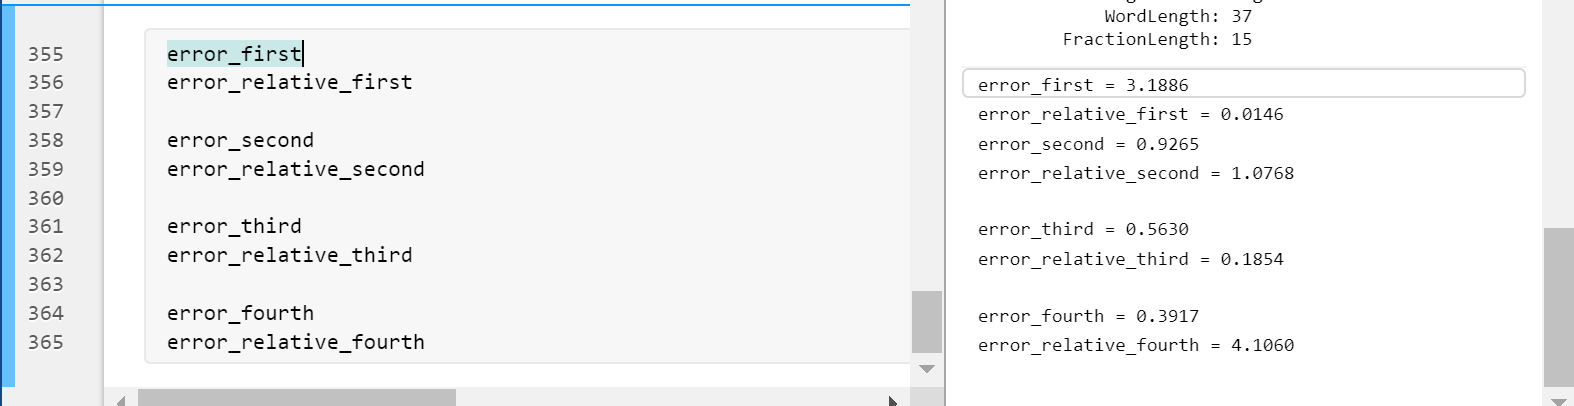 355 error_first
356 error_relative_first
357
358 error_second
359 error_relative_second
360
361 error_third
362 error_relative_third
363
364 error_fourth
365 error_relative_fourth
WordLength: 37
FractionLength: 15
error_first = 3.1886
error_relative_first = 0.0146
error_second = 0.9265
error_relative_second = 1.0768
error_third = 0.5630
error_relative_third = 0.1854
error_fourth = 0.3917
error_relative_fourth = 4.1060